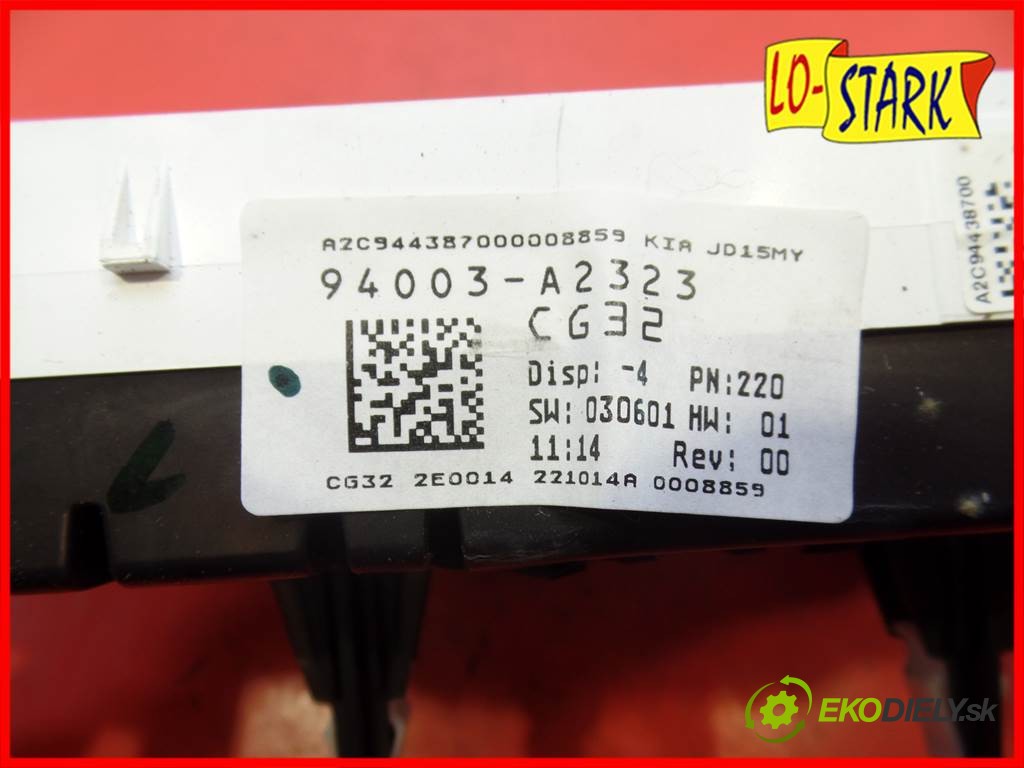 LO-STARK
A2C94438700
A2C94438700008859 KIA JD15MY
94003-A2323
CG32
Disp: -4 PN:220
SW: 030601 HW: 01
11:14 Rev: 00
CG32 2E0014 221014A 0008859
EKODIELY.sk